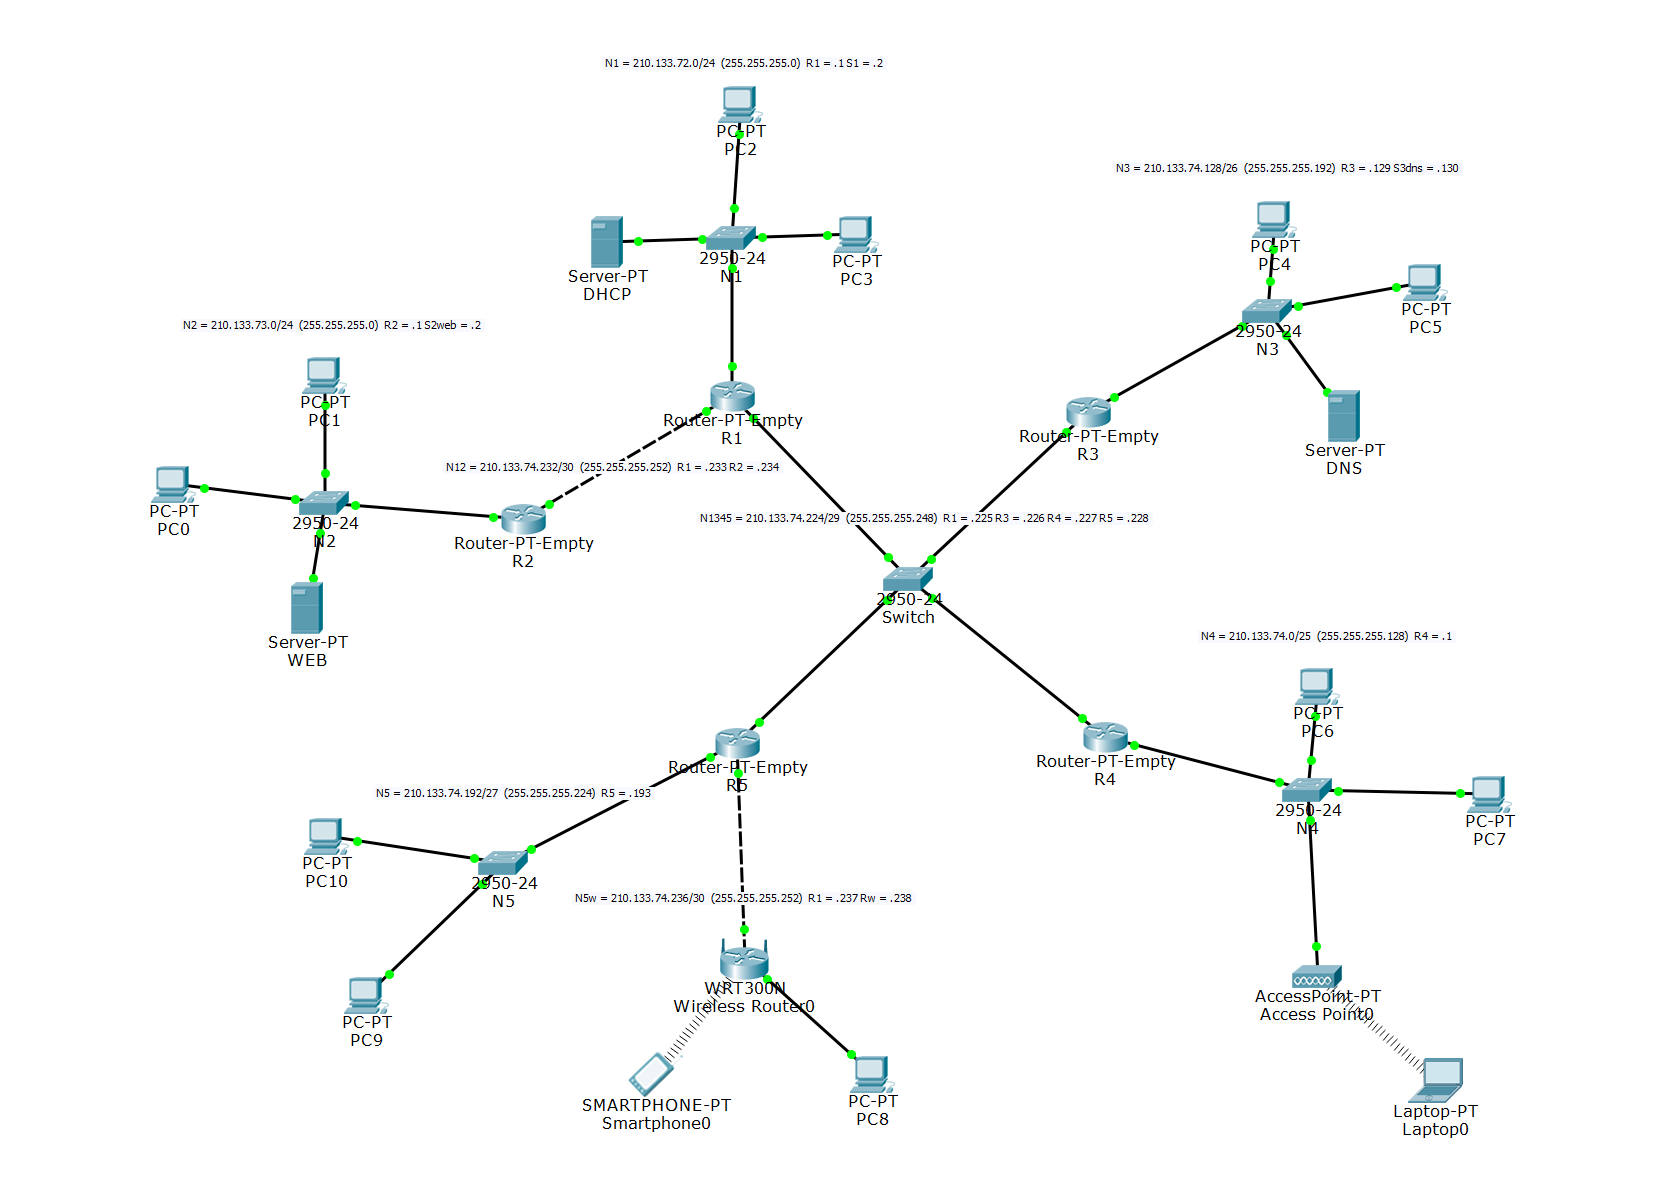 N1 = 210.133.72.0/24 (255.255.255.0) R1 = .1 S1 = .2
PC-PT
PC2
N3 = 210.133.74.128/26 (255.255.255.192) R3 = .129 S3dns = .130
PC-PT
PC4
Server-PT
DHCP
2950-24
N1
PC-PT
PC3
PC-PT
PC5
2950-24
N3
N2 = 210.133.73.0/24 (255.255.255.0) R2 = .1 S2web = .2
PC-PT
PC1
Router-PT-Empty
R1
Router-PT-Empty
R3
Server-PT
DNS
N12 = 210.133.74.232/30 (255.255.255.252) R1 = .233 R2 = .234
PC-PT
PC0
2950-24
N2
Router-PT-Empty
R2
N1345 = 210.133.74.224/29 (255.255.255.248) R1 = .225 R3 = .226 R4 = .227 R5 = .228
2950-24
Switch
Server-PT
WEB
N4 = 210.133.74.0/25 (255.255.255.128) R4 = .1
PC-PT
PC6
Router-PT-Empty
R5
Router-PT-Empty
R4
N5 = 210.133.74.192/27 (255.255.255.224) R5 = .193
2950-24
N4
PC-PT
PC7
PC-PT
PC10
2950-24
N5
N5w = 210.133.74.236/30 (255.255.255.252) R1 = .237 Rw = .238
WRT300N
Wireless Router0
AccessPoint-PT
Access Point0
PC-PT
PC9
SMARTPHONE-PT
Smartphone0
PC-PT
PC8
Laptop-PT
Laptop0